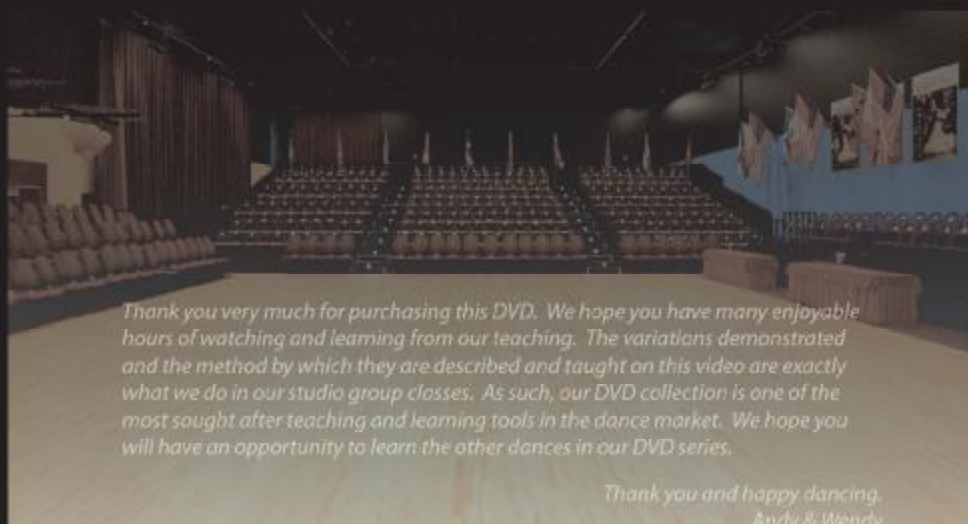 Thank you very much for purchasing this DVD. We hope you have many enjoyable
hours of watching and learning from our teaching. The variations demonstrated
and the method by which they are described and taught on this video are exactly
what we do in our studio group classes. As such, our DVD collection is one of the
most sought after teaching and learning tools in the dance market. We hope you
will have an opportunity to learn the other dances in our DVD series.
Thank you and happy dancing.
Andy & Wendy